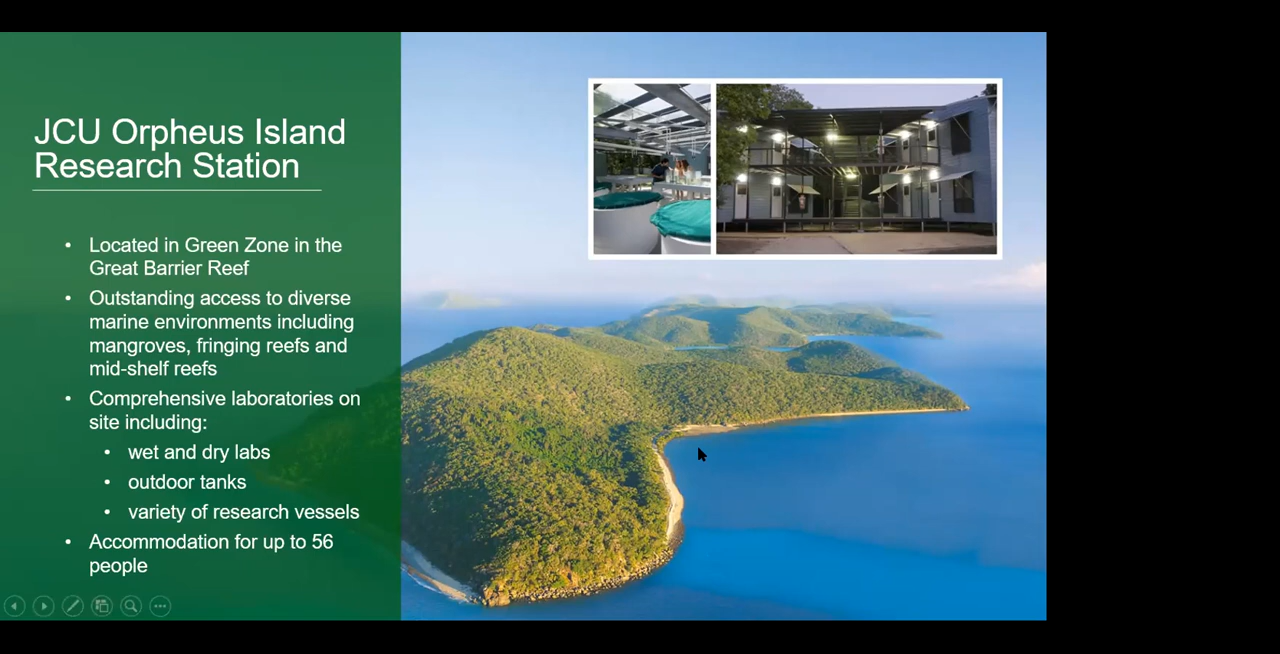 JCU Orpheus Island
Research Station
• Located in Green Zone in the
Great Barrier Reef
• Outstanding access to diverse
marine environments including
mangroves, fringing reefs and
mid-shelf reefs
• Comprehensive laboratories on
site including:
• wet and dry labs
• outdoor tanks
• variety of research vessels
• Accommodation for up to 56
people